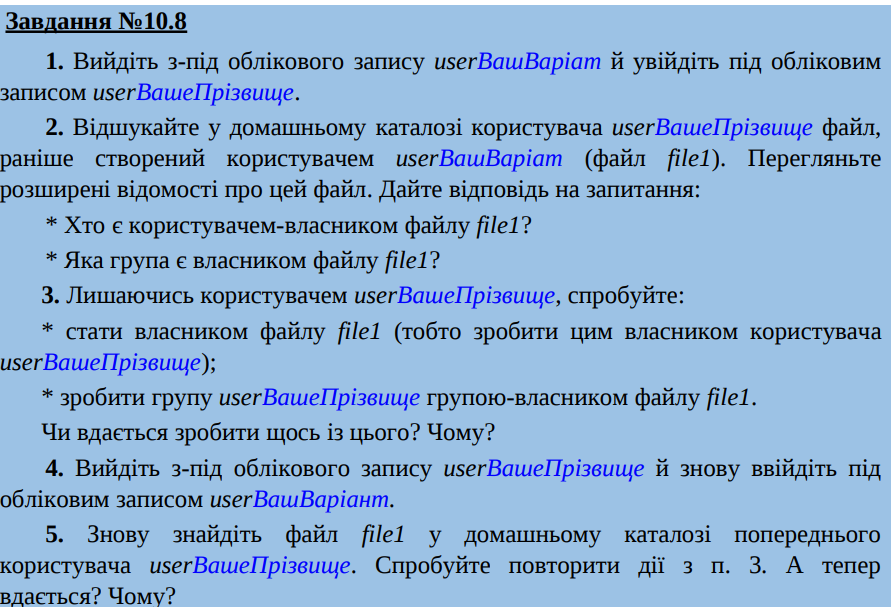 Завдання №10.8
1. Вийдіть з-під облікового запису userВашВаріат й увійдіть під обліковим
записом userВашеПрізвище.
2. Відшукайте у домашньому каталозі користувача userВашеПрізвище файл,
раніше створений користувачем userВашВаріат (файл file1). Перегляньте
розширені відомості про цей файл. Дайте відповідь на запитання:
* Хто є користувачем-власником файлу file1?
* Яка група є власником файлу file1?
3. Лишаючись користувачем userВашеПрізвище, спробуйте:
* стати власником файлу file1 (тобто зробити цим власником користувача
userВашеПрізвище);
* зробити групу userВашеПрізвище групою-власником файлу file1.
Чи вдається зробити щось із цього? Чому?
4. Вийдіть з-під облікового запису userВашеПрізвище й знову ввійдіть під
обліковим записом userВашВаріант.
5. Знову знайдіть файл file1 у домашньому каталозі попереднього
користувача userВашеПрізвище. Спробуйте повторити дії з п. 3. А тепер
вдається? Чому?